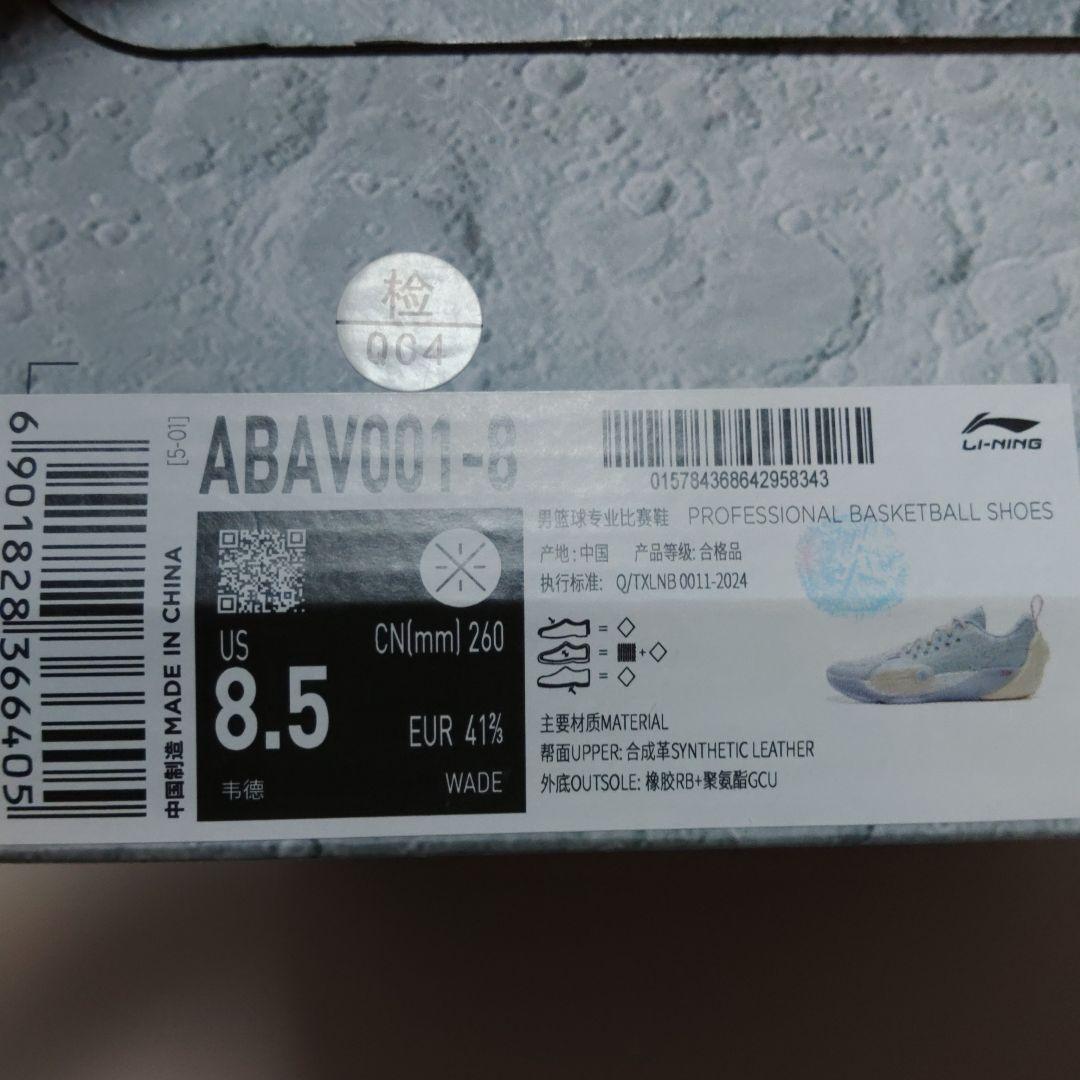 检
QC4
6901828366405
中国制造 MADE IN CHINA
[5-01]
ABAV001-8
US
8.5
韦德
CN(mm) 260
EUR 41⅔
WADE
015784368642958343
LI-NING
男篮球专业比赛鞋 PROFESSIONAL BASKETBALL SHOES
产地: 中国 产品等级: 合格品
执行标准: Q/TXLNB 0011-2024
主要材质MATERIAL
帮面UPPER: 合成革SYNTHETIC LEATHER
外底OUTSOLE: 橡胶RB+聚氨酯GCU